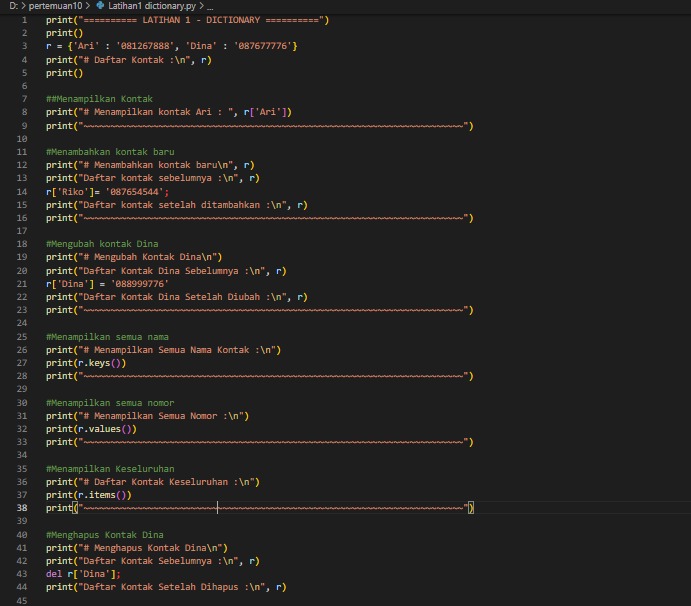 D: > pertemuan10 > Latihan1 dictionary.py > ...
1 print("========== LATIHAN 1 - DICTIONARY ==========")
2 print()
3 r = {'Ari' : '081267888', 'Dina' : '087677776'}
4 print("# Daftar Kontak :\n", r)
5 print()
6
7 ##Menampilkan Kontak
8 print("# Menampilkan kontak Ari : ", r['Ari'])
9 print("~~~~~~~~~~~~~~~~~~~~~~~~~~~~~~~~~~~~~~~~~~~~~~~~~~~~~~~~~~~~~~~~~~~~~~")
10
11 #Menambahkan kontak baru
12 print("# Menambahkan kontak baru\n", r)
13 print("Daftar kontak sebelumnya :\n", r)
14 r['Riko']= '087654544';
15 print("Daftar kontak setelah ditambahkan :\n", r)
16 print("~~~~~~~~~~~~~~~~~~~~~~~~~~~~~~~~~~~~~~~~~~~~~~~~~~~~~~~~~~~~~~~~~~~~~~")
17
18 #Mengubah kontak Dina
19 print("# Mengubah Kontak Dina\n")
20 print("Daftar Kontak Dina Sebelumnya :\n", r)
21 r['Dina'] = '088999776'
22 print("Daftar Kontak Dina Setelah Diubah :\n", r)
23 print("~~~~~~~~~~~~~~~~~~~~~~~~~~~~~~~~~~~~~~~~~~~~~~~~~~~~~~~~~~~~~~~~~~~~~~")
24
25 #Menampilkan semua nama
26 print("# Menampilkan Semua Nama Kontak :\n")
27 print(r.keys())
28 print("~~~~~~~~~~~~~~~~~~~~~~~~~~~~~~~~~~~~~~~~~~~~~~~~~~~~~~~~~~~~~~~~~~~~~~")
29
30 #Menampilkan semua nomor
31 print("# Menampilkan Semua Nomor :\n")
32 print(r.values())
33 print("~~~~~~~~~~~~~~~~~~~~~~~~~~~~~~~~~~~~~~~~~~~~~~~~~~~~~~~~~~~~~~~~~~~~~~")
34
35 #Menampilkan Keseluruhan
36 print("# Daftar Kontak Keseluruhan :\n")
37 print(r.items())
38 print("~~~~~~~~~~~~~~~~~~~~~~~~~~~~~~~~~~~~~~~~~~~~~~~~~~~~~~~~~~~~~~~~~~~~~~")
39
40 #Menghapus Kontak Dina
41 print("# Menghapus Kontak Dina\n")
42 print("Daftar Kontak Sebelumnya :\n", r)
43 del r['Dina'];
44 print("Daftar Kontak Setelah Dihapus :\n", r)
45